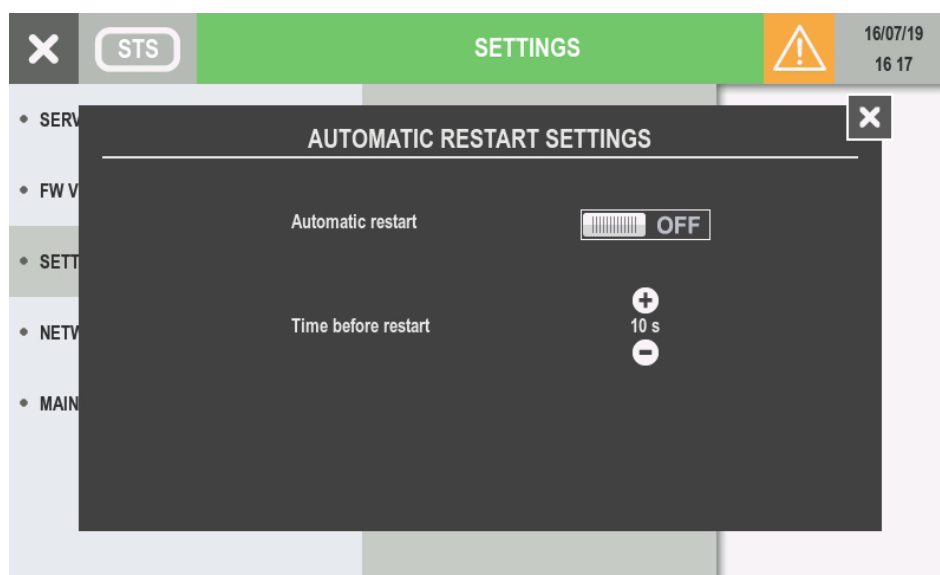 STS
SETTINGS
16/07/19
16 17
SERV
AUTOMATIC RESTART SETTINGS
FW V
Automatic restart
OFF
SETT
Time before restart
10 s
NETW
MAIN